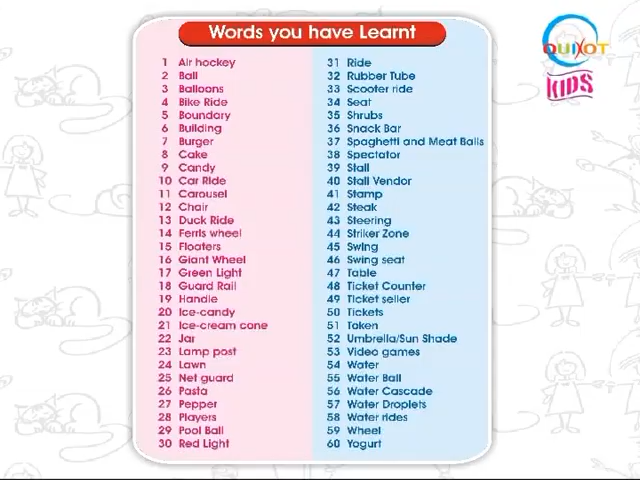 Words you have Learnt
QUIXOT
KIDS
1 Air hockey
2 Ball
3 Balloons
4 Bike Ride
5 Boundary
6 Building
7 Burger
8 Cake
9 Candy
10 Car Ride
11 Carousel
12 Chair
13 Duck Ride
14 Ferris wheel
15 Floaters
16 Giant Wheel
17 Green Light
18 Guard Rail
19 Handle
20 Ice-candy
21 Ice-cream cone
22 Jar
23 Lamp post
24 Lawn
25 Net guard
26 Pasta
27 Pepper
28 Players
29 Pool Ball
30 Red Light
31 Ride
32 Rubber Tube
33 Scooter ride
34 Seat
35 Shrubs
36 Snack Bar
37 Spaghetti and Meat Balls
38 Spectator
39 Stall
40 Stall Vendor
41 Stamp
42 Steak
43 Steering
44 Striker Zone
45 Swing
46 Swing seat
47 Table
48 Ticket Counter
49 Ticket seller
50 Tickets
51 Token
52 Umbrella/Sun Shade
53 Video games
54 Water
55 Water Ball
56 Water Cascade
57 Water Droplets
58 Water rides
59 Wheel
60 Yogurt